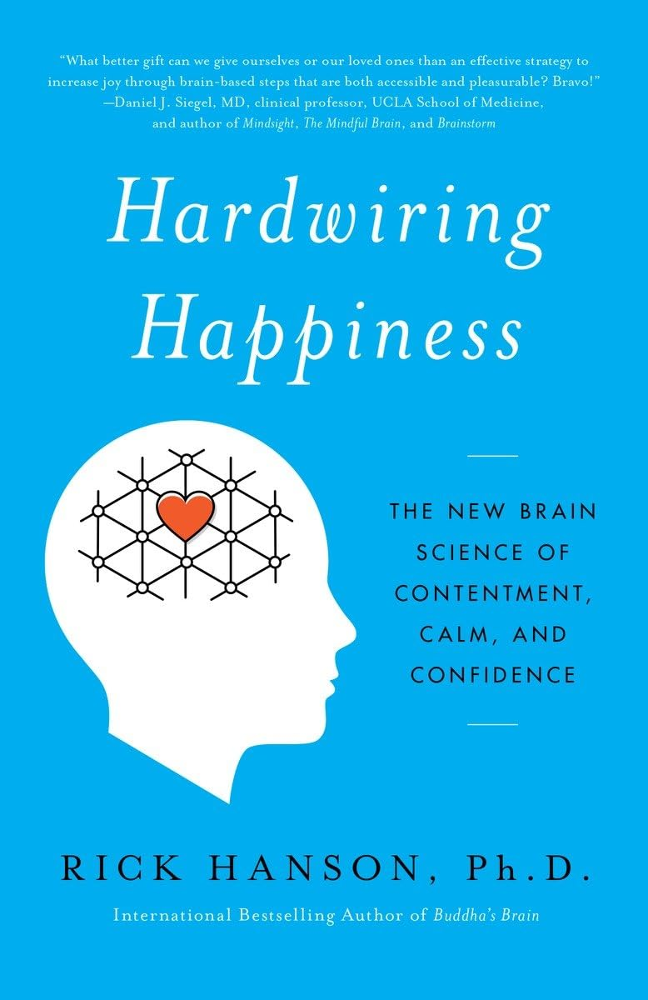 “What better gift can we give ourselves or our loved ones than an effective strategy to
increase joy through brain-based steps that are both accessible and pleasurable? Bravo!”
—Daniel J. Siegel, MD, clinical professor, UCLA School of Medicine,
and author of Mindsight, The Mindful Brain, and Brainstorm
Hardwiring
Happiness
THE NEW BRAIN
SCIENCE OF
CONTENTMENT,
CALM, AND
CONFIDENCE
RICK HANSON, Ph.D.
International Bestselling Author of Buddha’s Brain